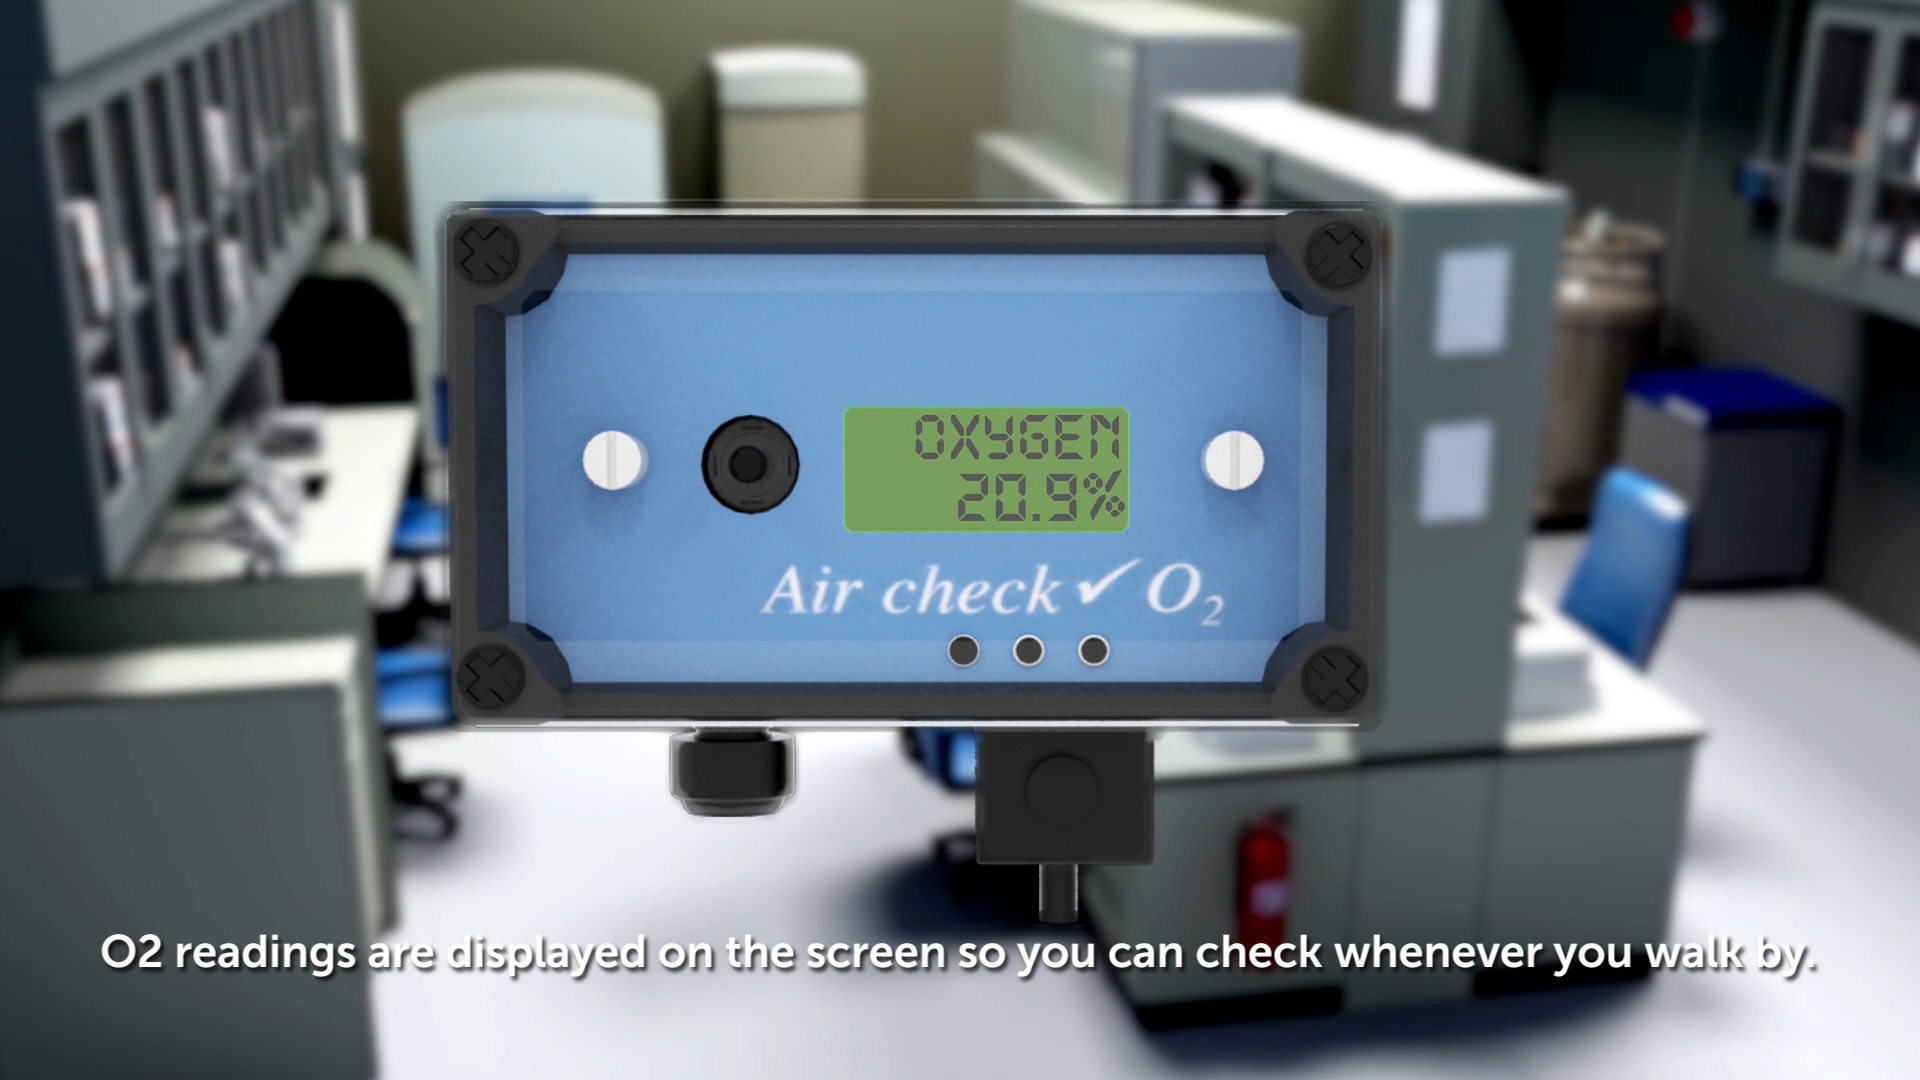 OXYGEN
20.9%
Air check✓ O₂
O2 readings are displayed on the screen so you can check whenever you walk by.